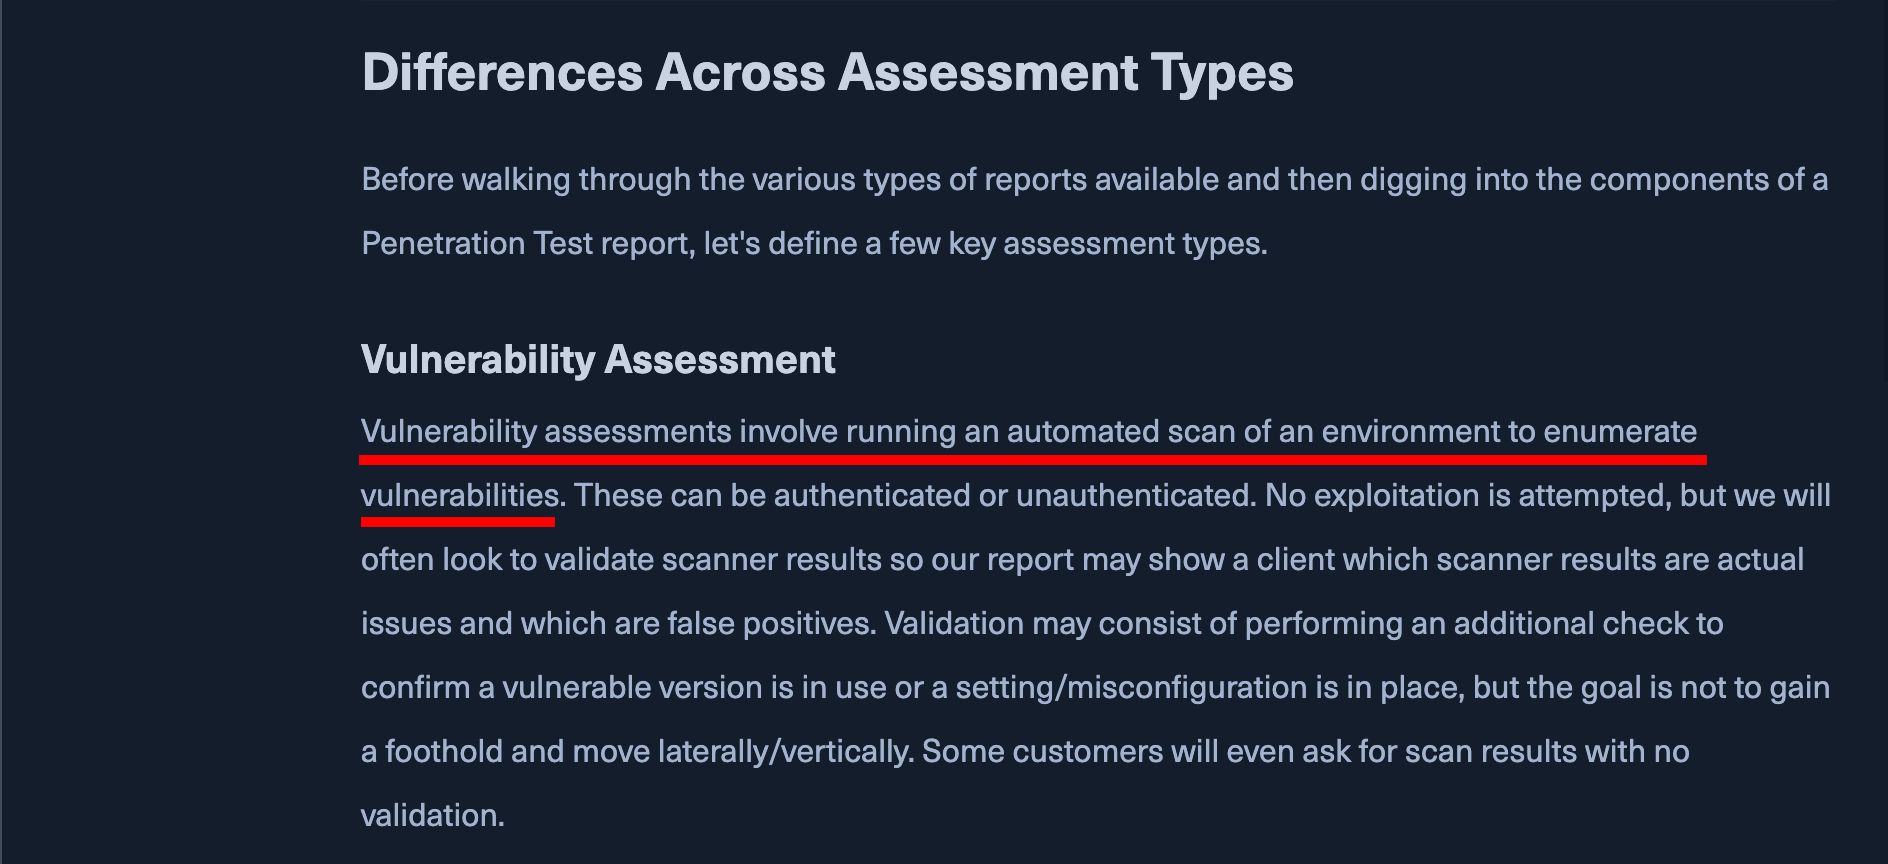 Differences Across Assessment Types
Before walking through the various types of reports available and then digging into the components of a
Penetration Test report, let's define a few key assessment types.
Vulnerability Assessment
Vulnerability assessments involve running an automated scan of an environment to enumerate
vulnerabilities. These can be authenticated or unauthenticated. No exploitation is attempted, but we will
often look to validate scanner results so our report may show a client which scanner results are actual
issues and which are false positives. Validation may consist of performing an additional check to
confirm a vulnerable version is in use or a setting/misconfiguration is in place, but the goal is not to gain
a foothold and move laterally/vertically. Some customers will even ask for scan results with no
validation.